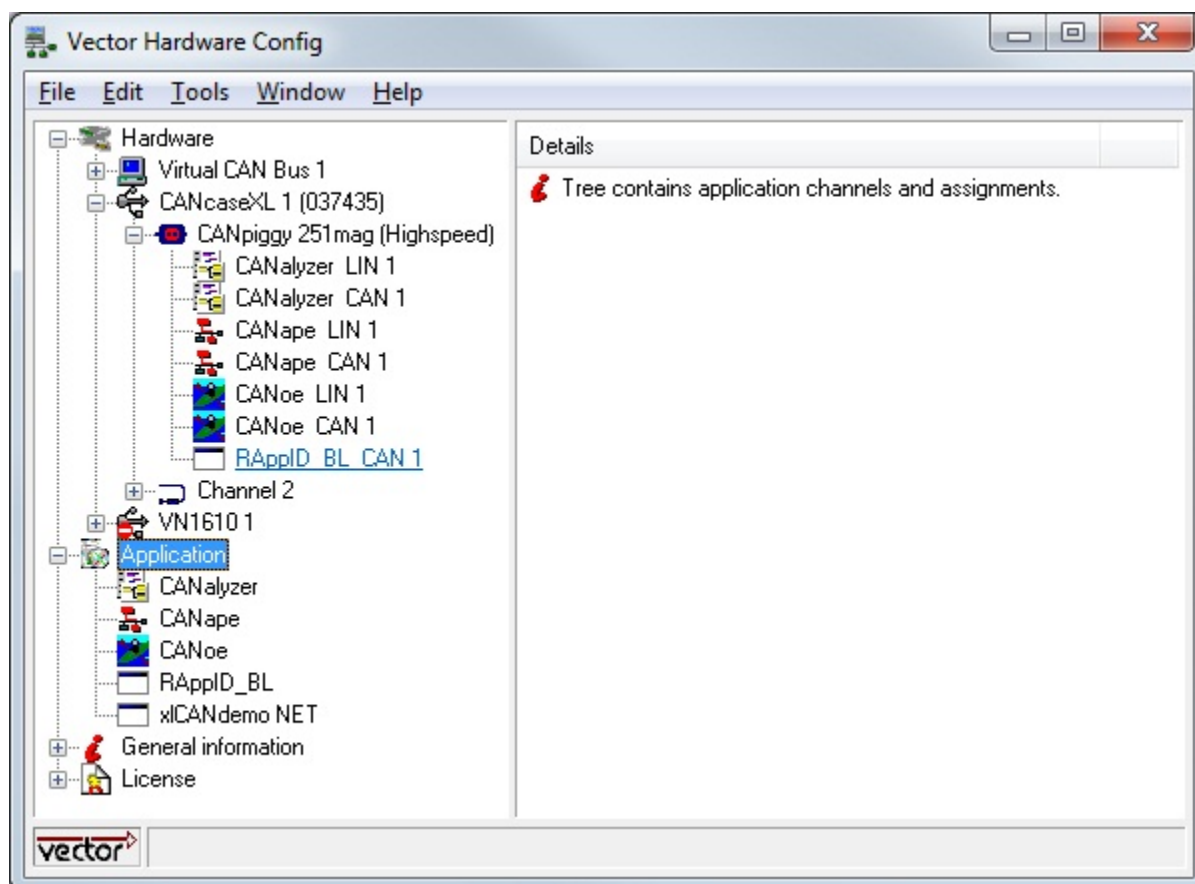 Vector Hardware Config
File Edit Tools Window Help
Hardware
Virtual CAN Bus 1
CANcaseXL 1 (037435)
CANpiggy 251mag (Highspeed)
CANalyzer LIN 1
CANalyzer CAN 1
CANape LIN 1
CANape CAN 1
CANoe LIN 1
CANoe CAN 1
RAppID_BL CAN 1
Channel 2
VN1610 1
Application
CANalyzer
CANape
CANoe
RAppID_BL
xlCANdemo NET
General information
License
Details
Tree contains application channels and assignments.
vector